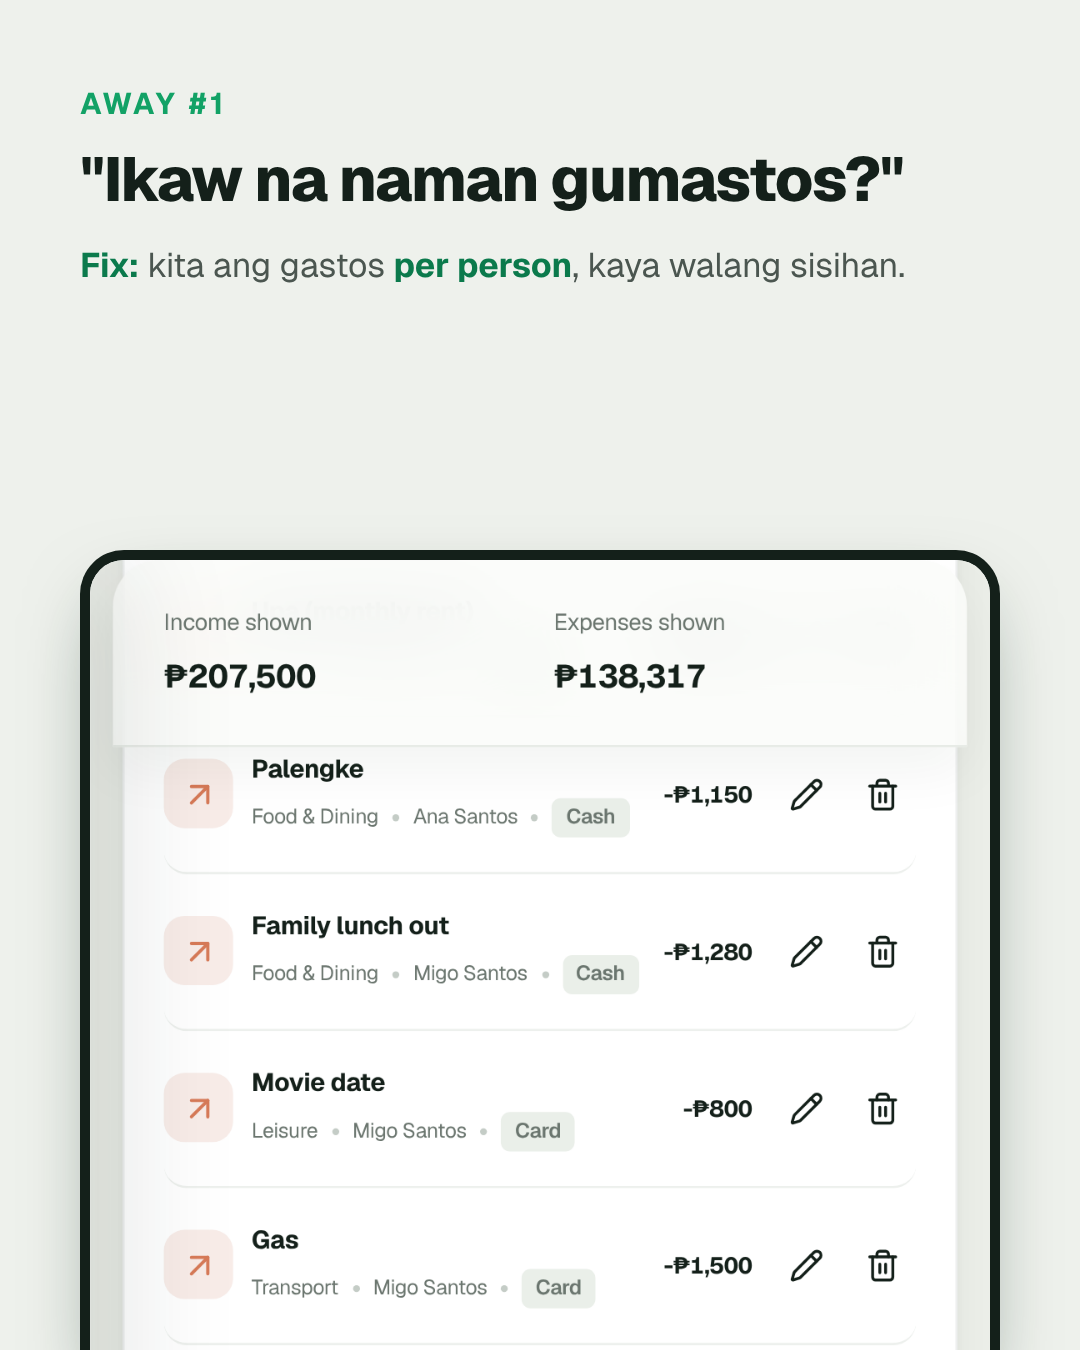 AWAY #1
"Ikaw na naman gumastos?"
Fix: kita ang gastos per person, kaya walang sisihan.
Income shown
Expenses shown
₱207,500
₱138,317
Palengke
-₱1,150
Food & Dining • Ana Santos • Cash
Family lunch out
-₱1,280
Food & Dining • Migo Santos • Cash
Movie date
-₱800
Leisure • Migo Santos • Card
Gas
-₱1,500
Transport • Migo Santos • Card